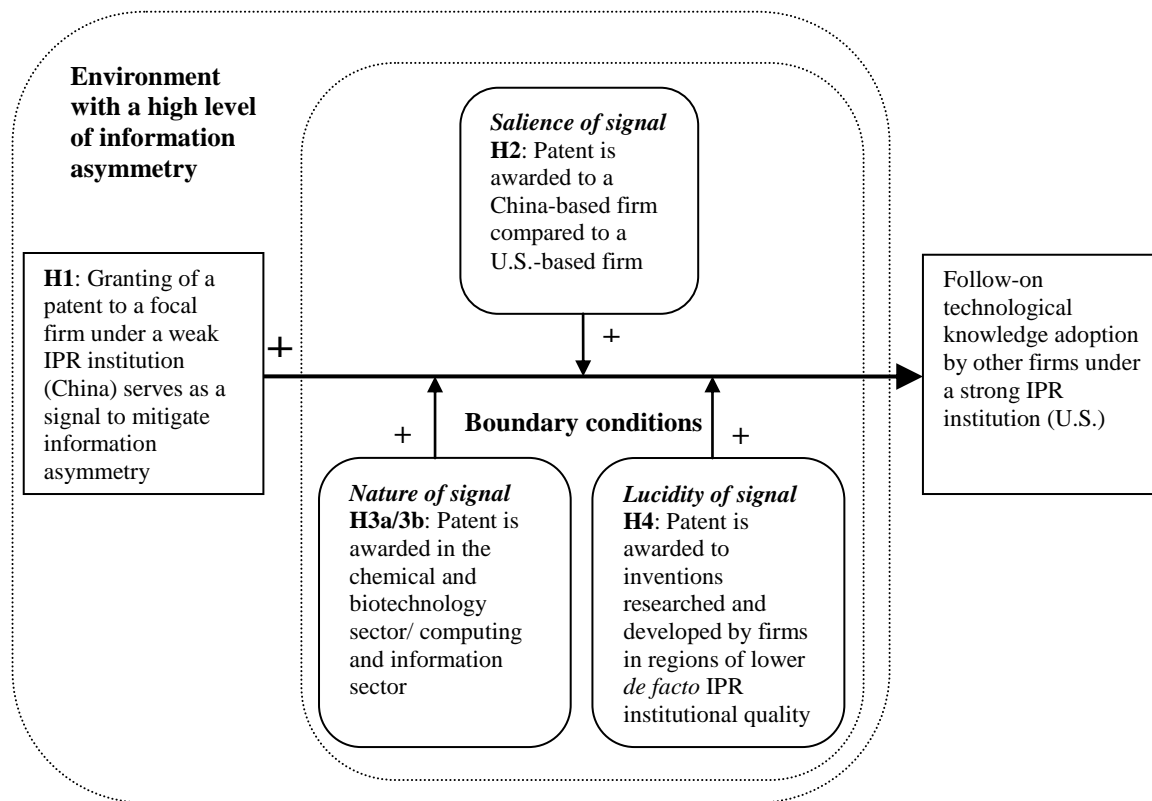 Environment
with a high level
of information
asymmetry
Salience of signal
H2: Patent is
awarded to a
China-based firm
compared to a
U.S.-based firm
H1: Granting of a
patent to a focal
firm under a weak
IPR institution
(China) serves as a
signal to mitigate
information
asymmetry
+
+
Follow-on
technological
knowledge adoption
by other firms under
a strong IPR
institution (U.S.)
Boundary conditions
+
+
Nature of signal
H3a/3b: Patent is
awarded in the
chemical and
biotechnology
sector/ computing
and information
sector
Lucidity of signal
H4: Patent is
awarded to
inventions
researched and
developed by firms
in regions of lower
de facto IPR
institutional quality